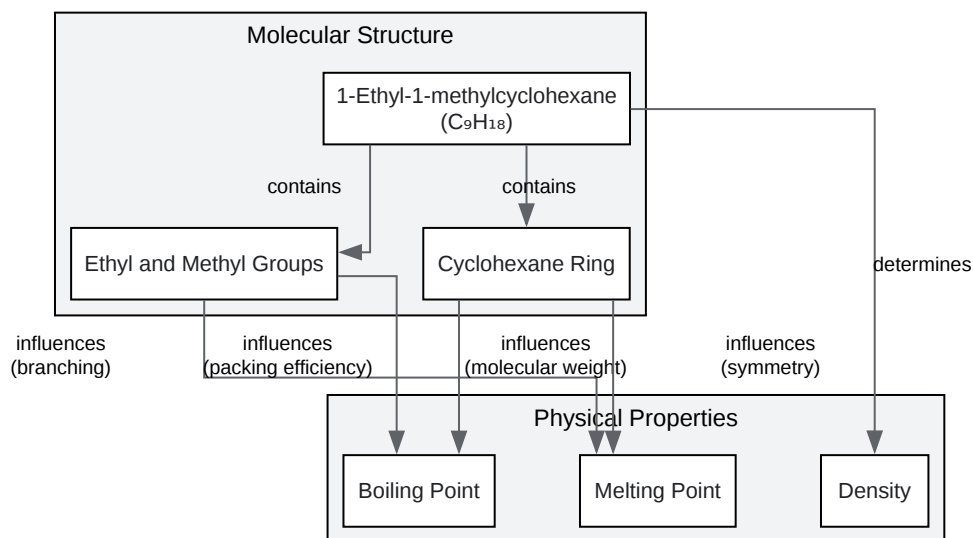 Molecular Structure
1-Ethyl-1-methylcyclohexane
(C₉H₁₈)
contains
contains
Ethyl and Methyl Groups
Cyclohexane Ring
determines
influences
(branching)
influences
(packing efficiency)
influences
(molecular weight)
influences
(symmetry)
Physical Properties
Boiling Point
Melting Point
Density